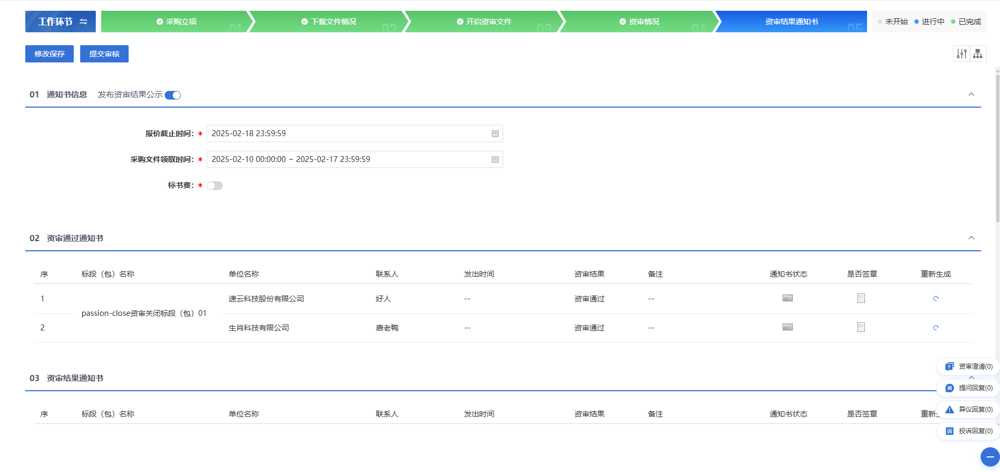 工作环节
采购立项 01
下载文件情况 02
开启资审文件 03
资审情况 04
资审结果通知书 05
未开始 进行中 已完成
修改保存 提交审核
01 通知书信息 发布资审结果公示
报价截止时间：* 2025-02-18 23:59:59
采购文件领取时间：* 2025-02-10 00:00:00 ~ 2025-02-17 23:59:59
标书费：*
02 资审通过通知书
序 标段（包）名称 单位名称 联系人 发出时间 资审结果 备注 通知书状态 是否签章 重新生成
1 速云科技股份有限公司 好人 -- 资审通过 --
passion-close资审关闭标段（包）01
2 生肖科技有限公司 唐老鸭 -- 资审通过 --
03 资审结果通知书
序 标段（包）名称 单位名称 联系人 发出时间 资审结果 备注 通知书状态 是否签章 重新
资审澄清(0)
问 提问回复(0)
异议回复(0)
诉 投诉回复(0)